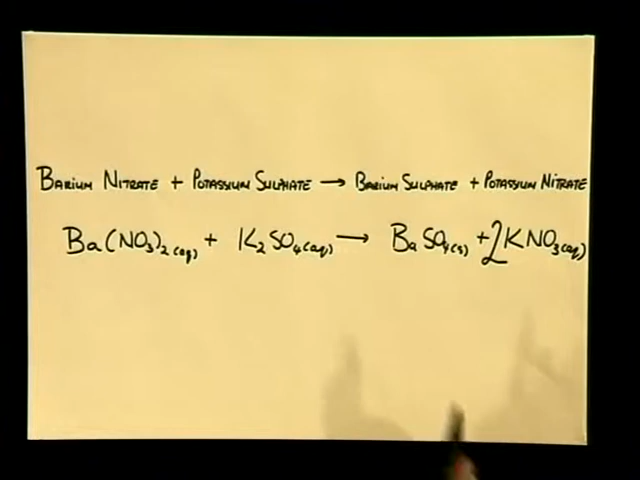 BARIUM NITRATE + POTASSIUM SULPHATE → BARIUM SULPHATE + POTASSIUM NITRATE
Ba(NO₃)₂(aq) + K₂SO₄(aq) → BaSO₄(s) + 2KNO₃(aq)